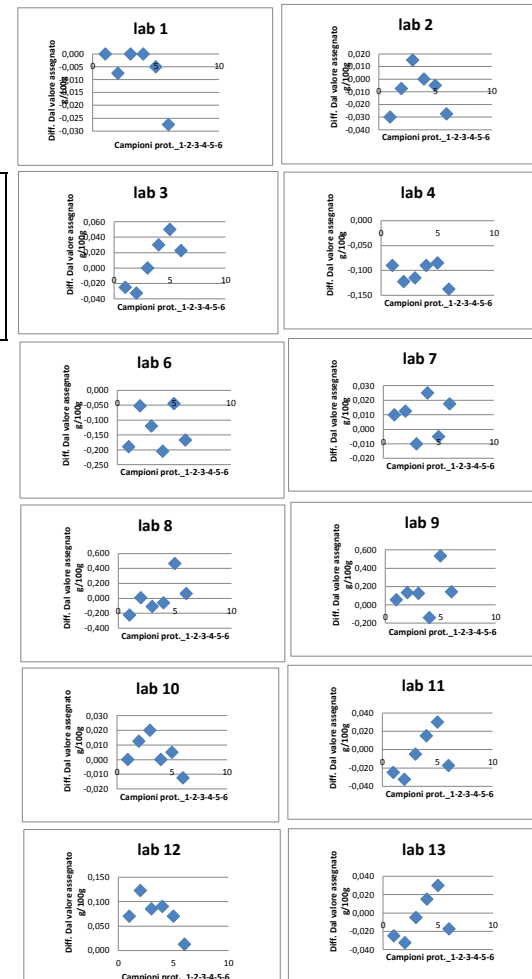 lab 1
Diff. Dal valore assegnato
g/100g
0,000
-0,005
-0,010
-0,015
-0,020
-0,025
-0,030
0
5
10
Campioni prot._1-2-3-4-5-6
lab 2
Diff. Dal valore assegnato
g/100g
0,020
0,010
0,000
-0,010
-0,020
-0,030
-0,040
0
5
10
Campioni prot._1-2-3-4-5-6
lab 3
Diff. Dal valore assegnato
g/100g
0,060
0,040
0,020
0,000
-0,020
-0,040
0
5
10
Campioni prot._1-2-3-4-5-6
lab 4
Diff. Dal valore assegnato
g/100g
0,000
-0,050
-0,100
-0,150
0
5
10
Campioni prot._1-2-3-4-5-6
lab 6
Diff. Dal valore assegnato
g/100g
0,000
-0,050
-0,100
-0,150
-0,200
-0,250
0
5
10
Campioni prot._1-2-3-4-5-6
lab 7
Diff. Dal valore assegnato
g/100g
0,030
0,020
0,010
0,000
-0,010
-0,020
0
5
10
Campioni prot._1-2-3-4-5-6
lab 8
Diff. Dal valore assegnato
g/100g
0,600
0,400
0,200
0,000
-0,200
-0,400
0
5
10
Campioni prot._1-2-3-4-5-6
lab 9
Diff. Dal valore assegnato
g/100g
0,600
0,400
0,200
0,000
-0,200
0
5
10
Campioni prot._1-2-3-4-5-6
lab 10
Diff. Dal valore assegnato
g/100g
0,030
0,020
0,010
0,000
-0,010
-0,020
0
5
10
Campioni prot._1-2-3-4-5-6
lab 11
Diff. Dal valore assegnato
g/100g
0,040
0,020
0,000
-0,020
-0,040
0
5
10
Campioni prot._1-2-3-4-5-6
lab 12
Diff. Dal valore assegnato
g/100g
0,150
0,100
0,050
0,000
0
5
10
Campioni prot._1-2-3-4-5-6
lab 13
Diff. Dal valore assegnato
g/100g
0,040
0,020
0,000
-0,020
-0,040
0
5
10
Campioni prot._1-2-3-4-5-6